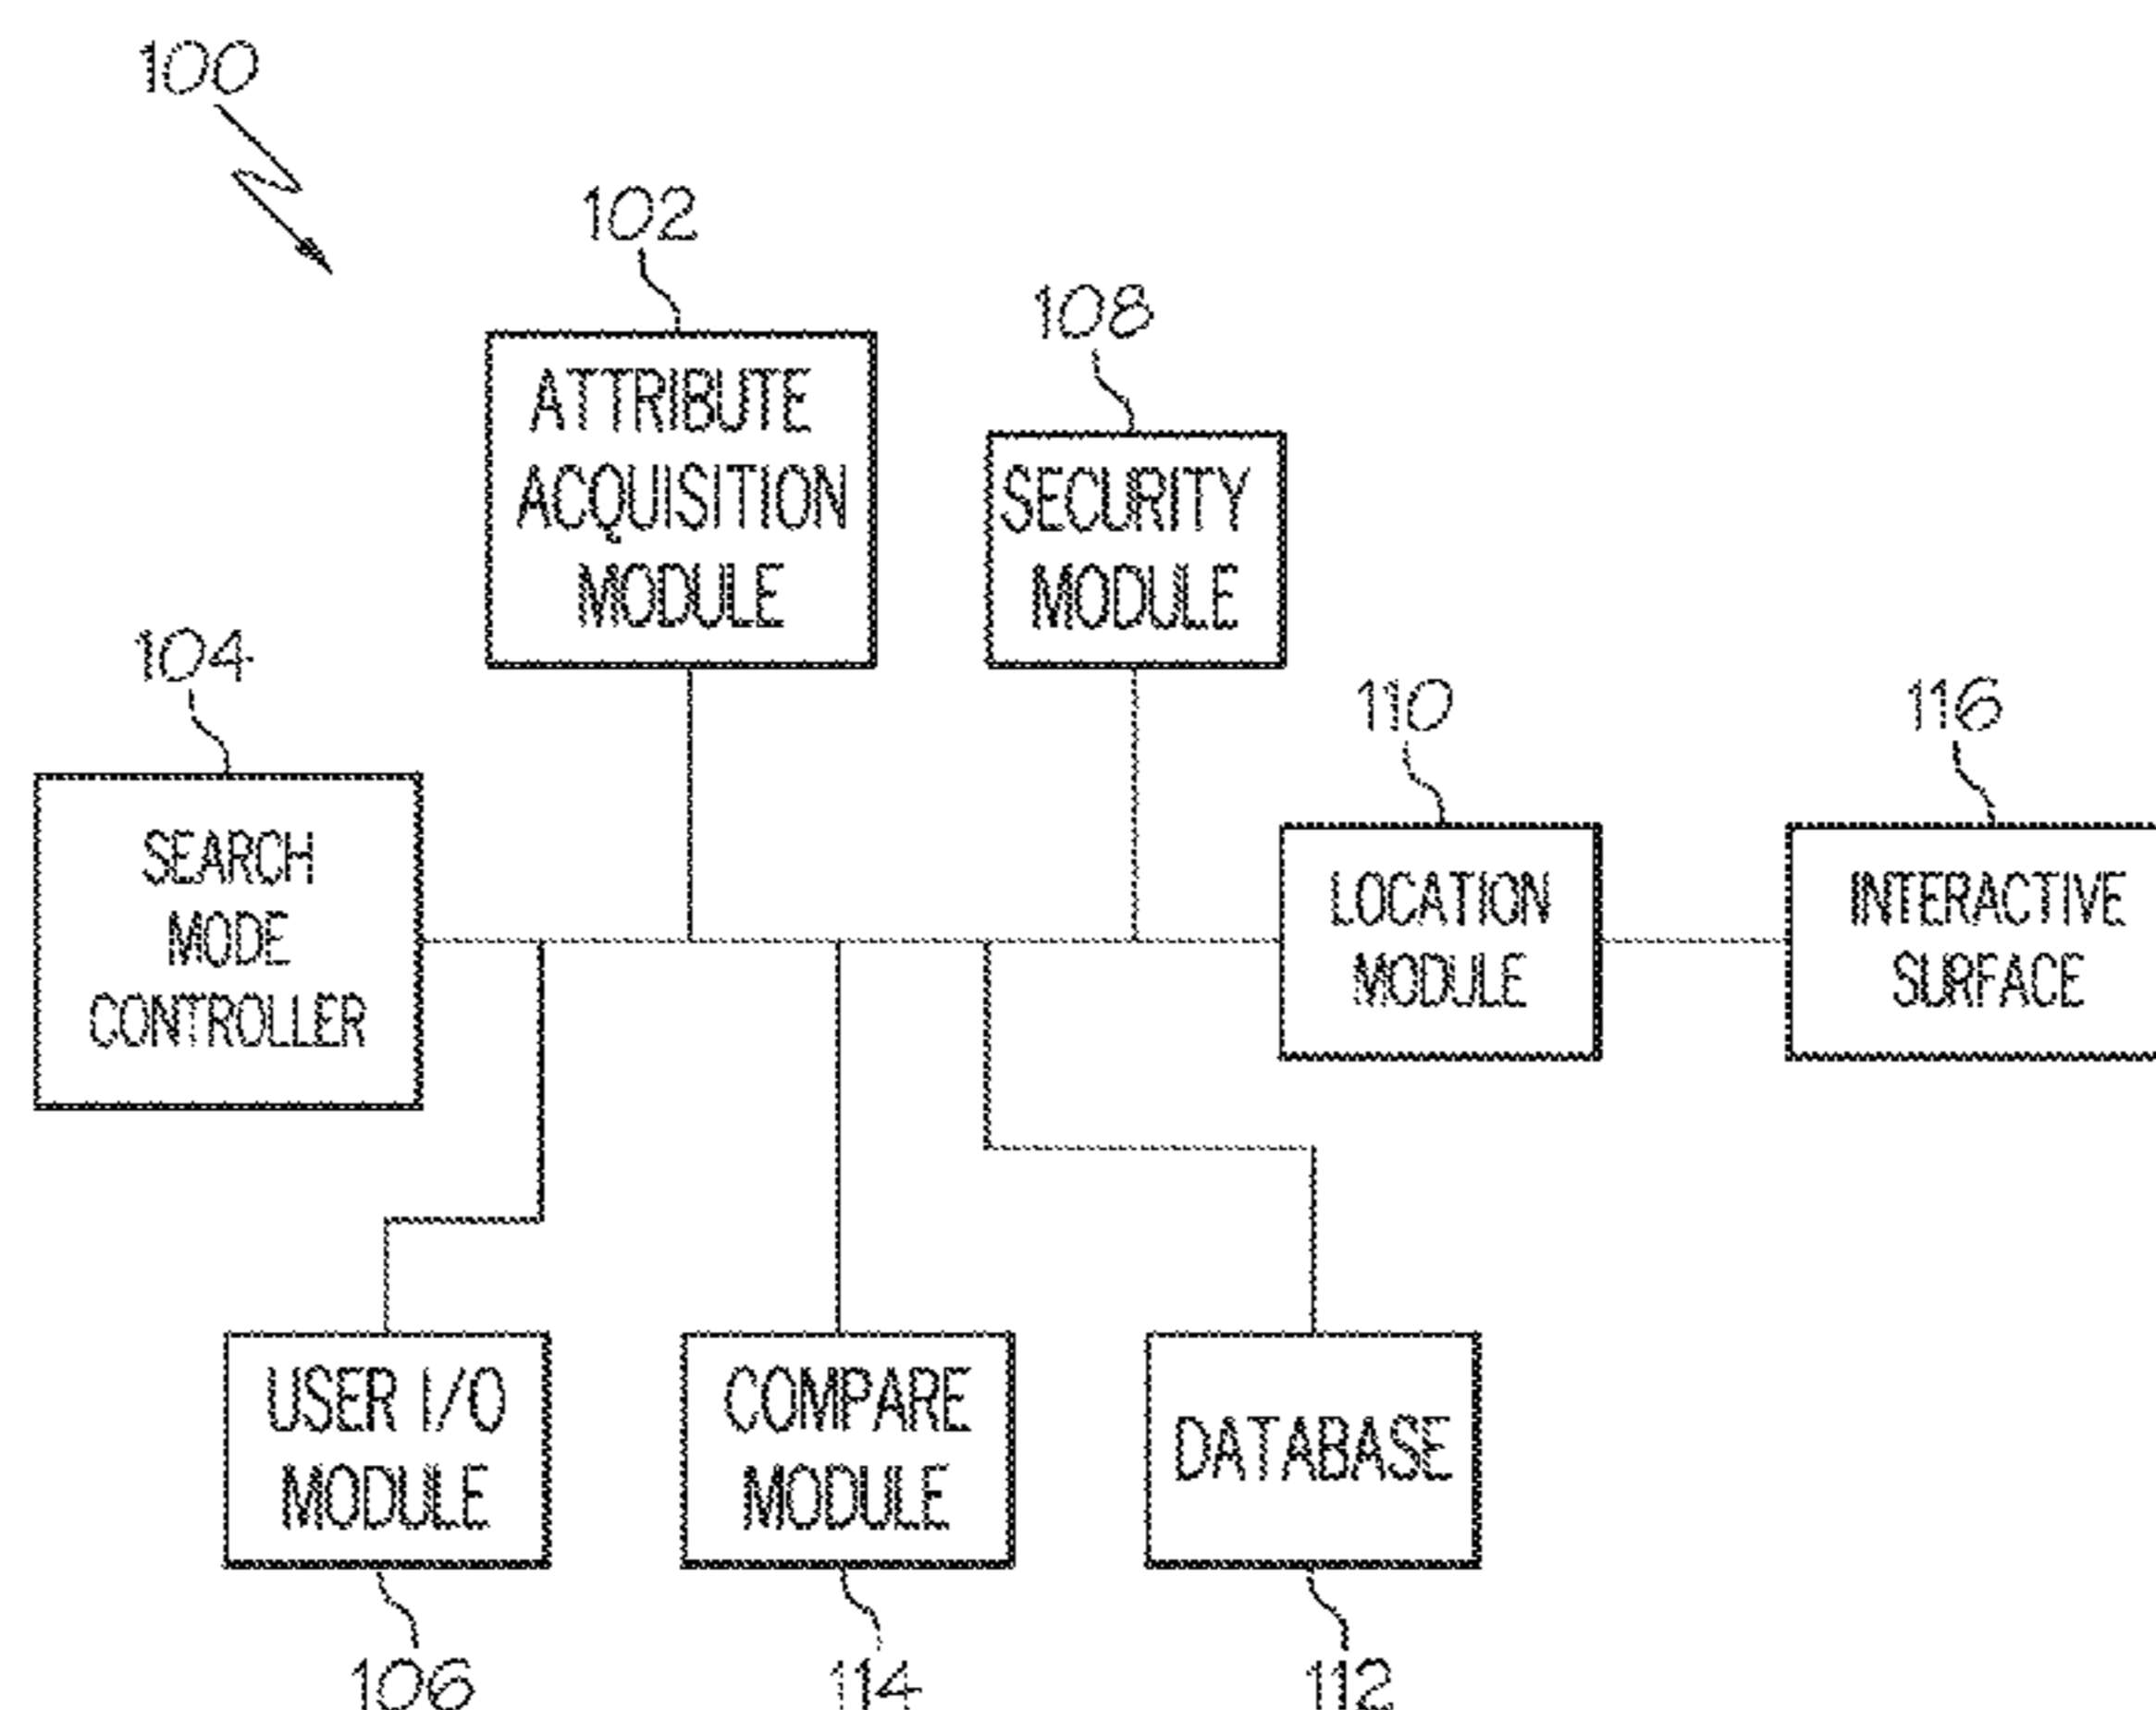 100
102
ATTRIBUTE
ACQUISITION
MODULE
108
SECURITY
MODULE
104
SEARCH
MODE
CONTROLLER
110
LOCATION
MODULE
116
INTERACTIVE
SURFACE
USER I/O
MODULE
106
COMPARE
MODULE
114
DATABASE
112